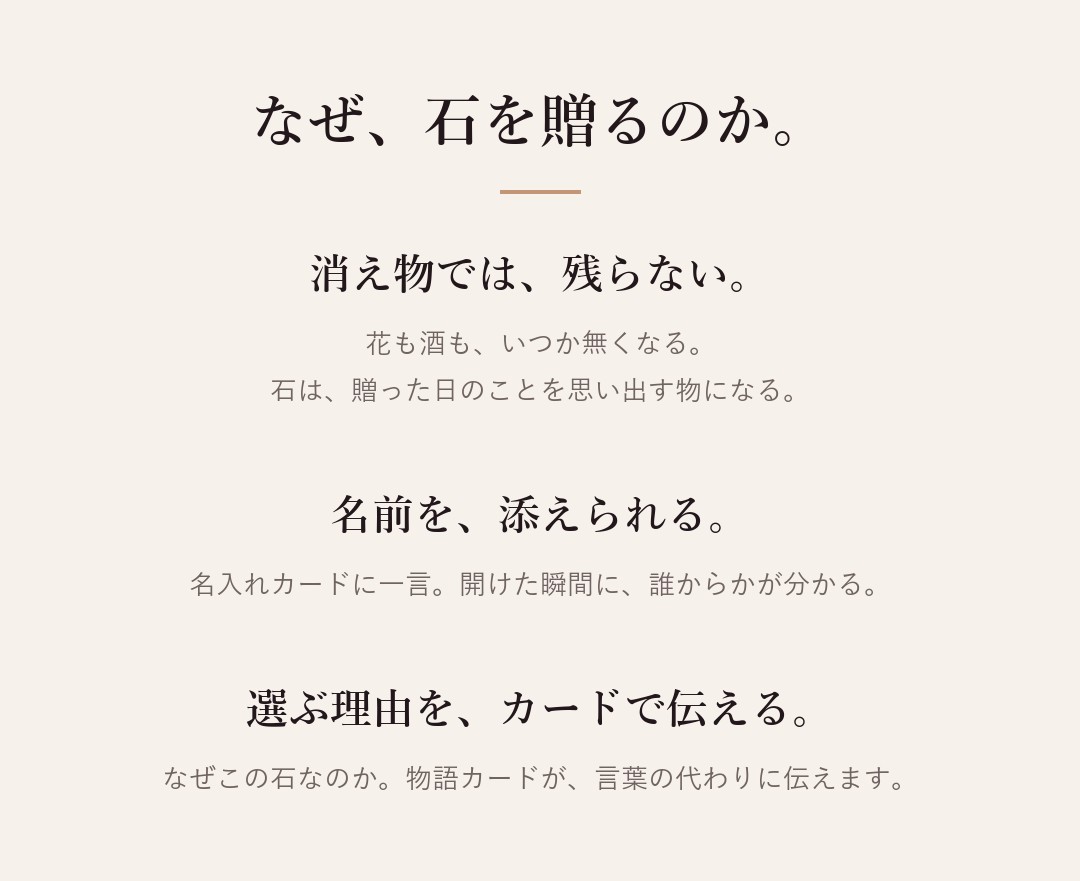 なぜ、石を贈るのか。
消え物では、残らない。
花も酒も、いつか無くなる。
石は、贈った日のことを思い出す物になる。
名前を、添えられる。
名入れカードに一言。開けた瞬間に、誰からかが分かる。
選ぶ理由を、カードで伝える。
なぜこの石なのか。物語カードが、言葉の代わりに伝えます。